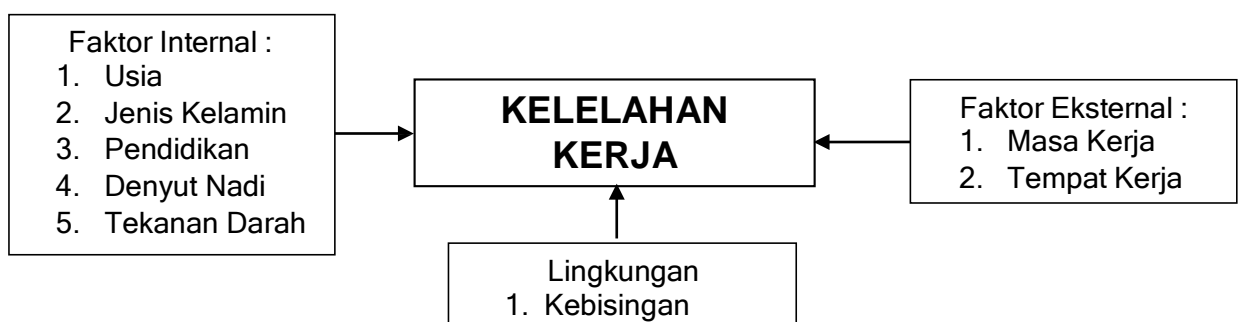 Faktor Internal :
1. Usia
2. Jenis Kelamin
3. Pendidikan
4. Denyut Nadi
5. Tekanan Darah
KELELAHAN
KERJA
Faktor Eksternal :
1. Masa Kerja
2. Tempat Kerja
Lingkungan
1. Kebisingan